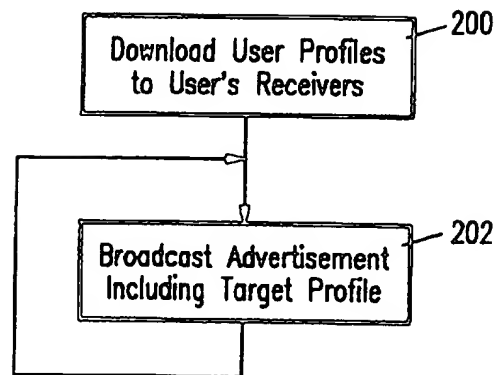 200
Download User Profiles
to User's Receivers
202
Broadcast Advertisement
Including Target Profile